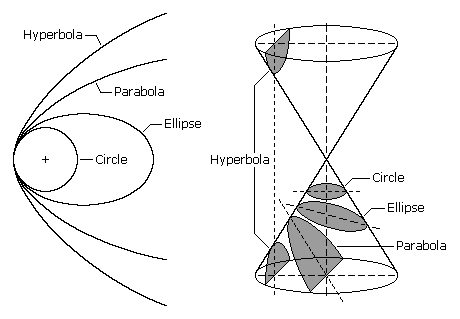 Hyperbola
Parabola
Ellipse
Circle
Hyperbola
Circle
Ellipse
Parabola